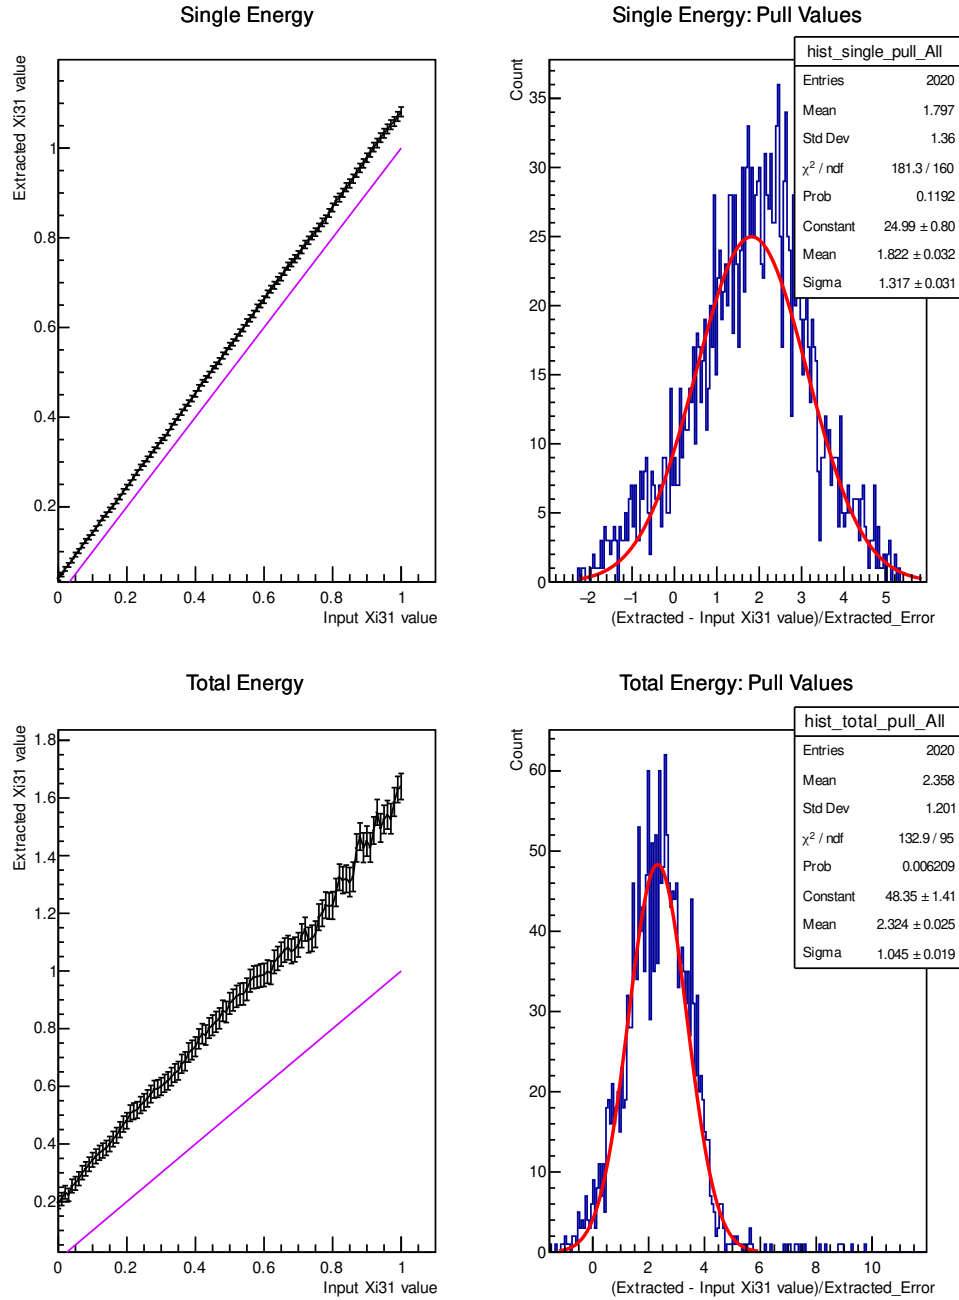 Single Energy
Extracted Xi31 value
1
0.8
0.6
0.4
0.2
0 0.2 0.4 0.6 0.8 1
Input Xi31 value
Single Energy: Pull Values
Count
35
30
25
20
15
10
5
0
−2 −1 0 1 2 3 4 5
(Extracted - Input Xi31 value)/Extracted_Error
hist_single_pull_All
Entries 2020
Mean 1.797
Std Dev 1.36
χ² / ndf 181.3 / 160
Prob 0.1192
Constant 24.99 ± 0.80
Mean 1.822 ± 0.032
Sigma 1.317 ± 0.031
Total Energy
Extracted Xi31 value
1.8
1.6
1.4
1.2
1
0.8
0.6
0.4
0.2
0 0.2 0.4 0.6 0.8 1
Input Xi31 value
Total Energy: Pull Values
Count
60
50
40
30
20
10
0
0 2 4 6 8 10
(Extracted - Input Xi31 value)/Extracted_Error
hist_total_pull_All
Entries 2020
Mean 2.358
Std Dev 1.201
χ² / ndf 132.9 / 95
Prob 0.006209
Constant 48.35 ± 1.41
Mean 2.324 ± 0.025
Sigma 1.045 ± 0.019